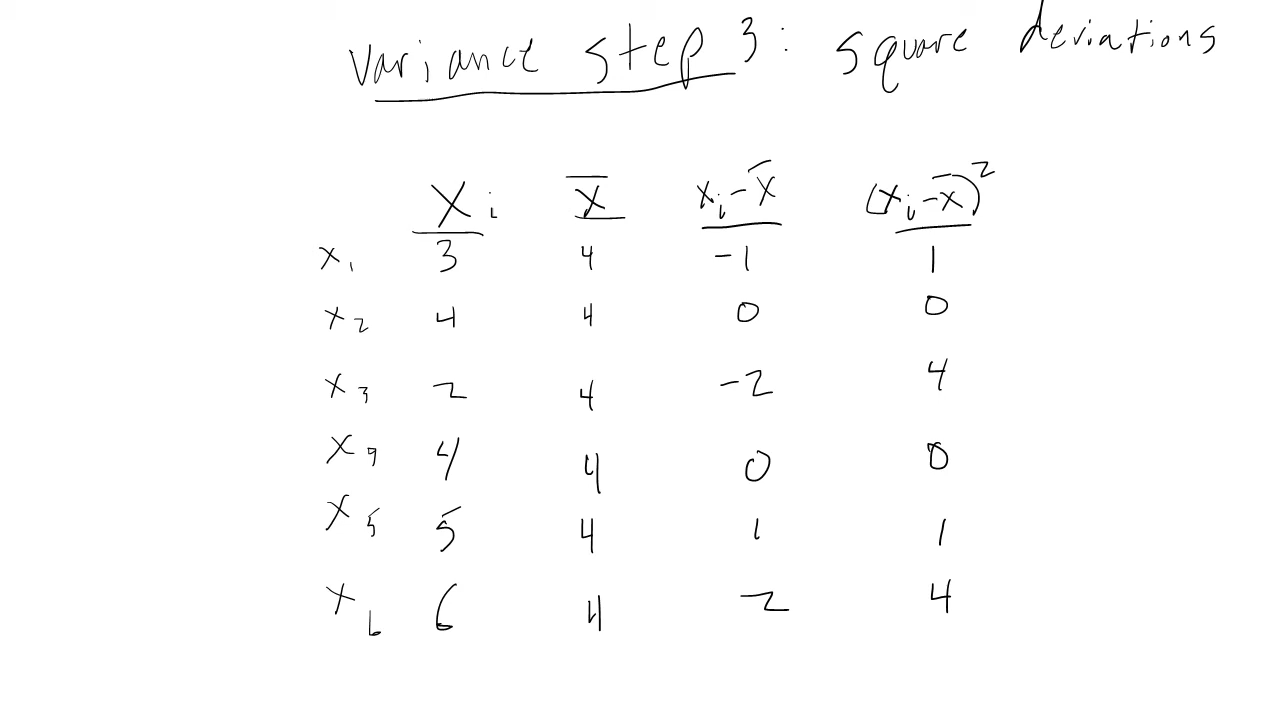 variance step 3: square deviations
xᵢ x̄ xᵢ-x̄ (xᵢ-x̄)²
x₁ 3 4 -1 1
x₂ 4 4 0 0
x₃ 2 4 -2 4
x₄ 4 4 0 0
x₅ 5 4 1 1
x₆ 6 4 2 4